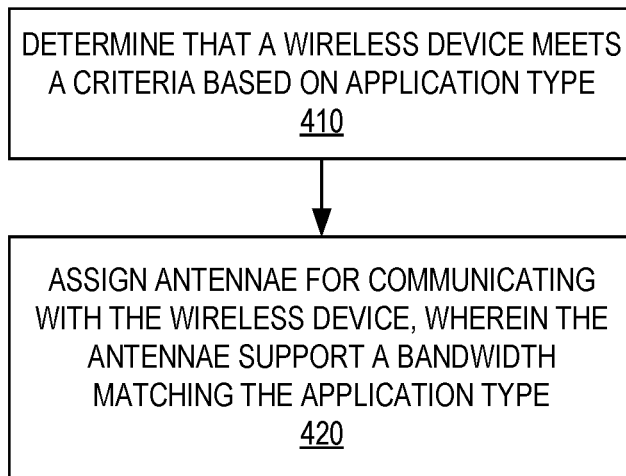 DETERMINE THAT A WIRELESS DEVICE MEETS
A CRITERIA BASED ON APPLICATION TYPE
410
ASSIGN ANTENNAE FOR COMMUNICATING
WITH THE WIRELESS DEVICE, WHEREIN THE
ANTENNAE SUPPORT A BANDWIDTH
MATCHING THE APPLICATION TYPE
420